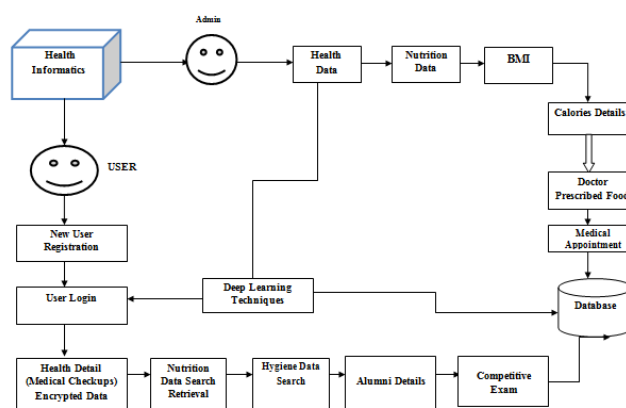 Admin
Health
Informatics
Health
Data
Nutrition
Data
BMI
Calories Details
USER
Doctor
Prescribed Food
New User
Registration
Medical
Appointment
User Login
Deep Learning
Techniques
Database
Health Detail
(Medical Checkups)
Encrypted Data
Nutrition
Data Search
Retrieval
Hygiene Data
Search
Alumni Details
Competitive
Exam